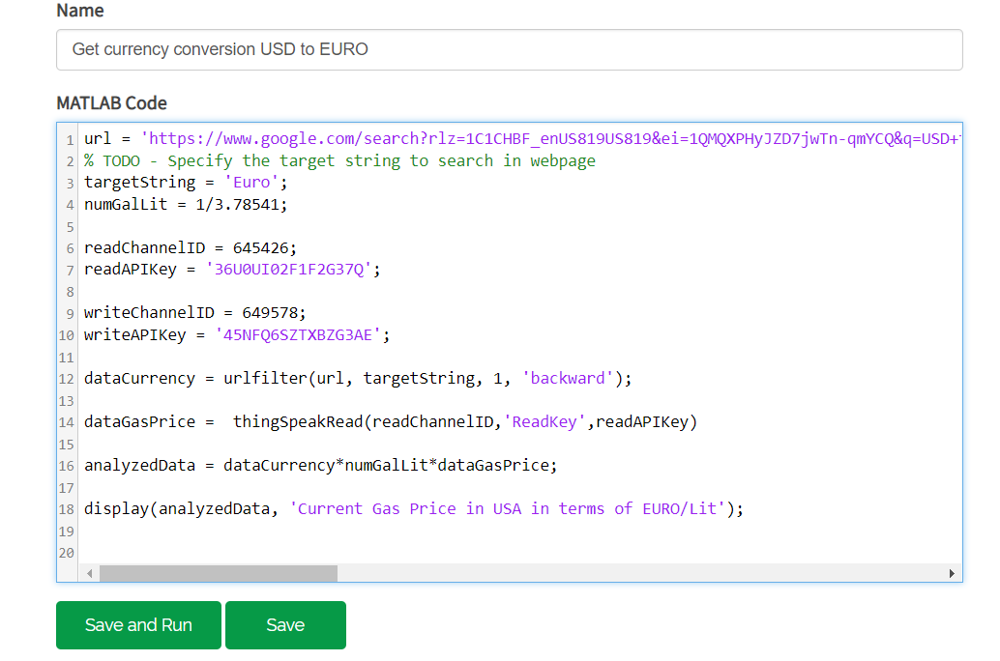 Name
Get currency conversion USD to EURO
MATLAB Code
1 url = 'https://www.google.com/search?rlz=1C1CHBF_enUS819US819&ei=1QMQXPHyJZD7jwTn-qmYCQ&q=USD+
2 % TODO - Specify the target string to search in webpage
3 targetString = 'Euro';
4 numGalLit = 1/3.78541;
5
6 readChannelID = 645426;
7 readAPIKey = '36U0UI02F1F2G37Q';
8
9 writeChannelID = 649578;
10 writeAPIKey = '45NFQ6SZTXBZG3AE';
11
12 dataCurrency = urlfilter(url, targetString, 1, 'backward');
13
14 dataGasPrice =  thingSpeakRead(readChannelID,'ReadKey',readAPIKey)
15
16 analyzedData = dataCurrency*numGalLit*dataGasPrice;
17
18 display(analyzedData, 'Current Gas Price in USA in terms of EURO/Lit');
19
20
Save and Run Save